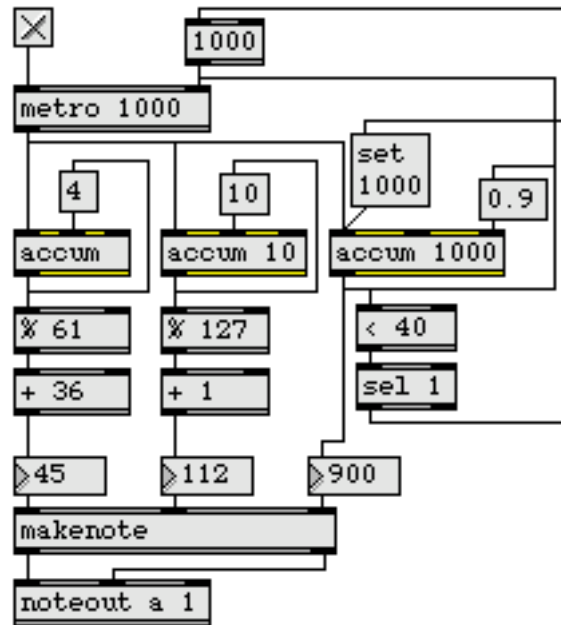 1000
metro 1000
set
1000
4
10
0.9
accum
accum 10
accum 1000
% 61
% 127
< 40
+ 36
+ 1
sel 1
45
112
900
makenote
noteout a 1